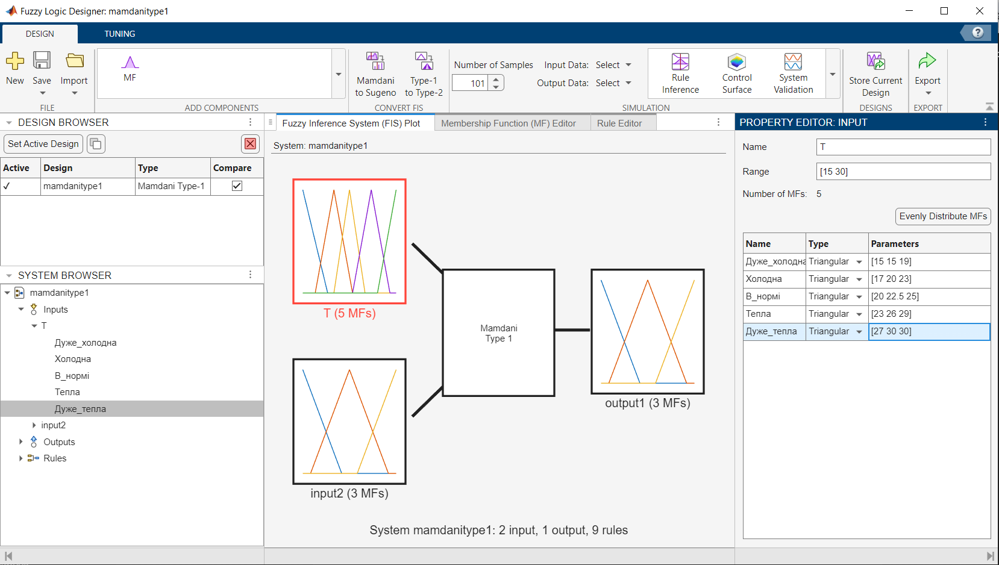 Fuzzy Logic Designer: mamdanitype1
DESIGN
TUNING
New
Save
Import
FILE
MF
ADD COMPONENTS
Mamdani
to Sugeno
Type-1
to Type-2
CONVERT FIS
Number of Samples
101
Input Data: Select
Output Data: Select
Rule
Inference
Control
Surface
System
Validation
SIMULATION
Store Current
Design
DESIGNS
Export
EXPORT
DESIGN BROWSER
Set Active Design
Active Design Type Compare
mamdanitype1 Mamdani Type-1
SYSTEM BROWSER
mamdanitype1
Inputs
T
Дуже_холодна
Холодна
В_нормі
Тепла
Дуже_тепла
input2
Outputs
Rules
Fuzzy Inference System (FIS) Plot
Membership Function (MF) Editor
Rule Editor
System: mamdanitype1
T (5 MFs)
Mamdani
Type 1
output1 (3 MFs)
input2 (3 MFs)
System mamdanitype1: 2 input, 1 output, 9 rules
PROPERTY EDITOR: INPUT
Name T
Range [15 30]
Number of MFs: 5
Evenly Distribute MFs
Name Type Parameters
Дуже_холодна Triangular [15 15 19]
Холодна Triangular [17 20 23]
В_нормі Triangular [20 22.5 25]
Тепла Triangular [23 26 29]
Дуже_тепла Triangular [27 30 30]